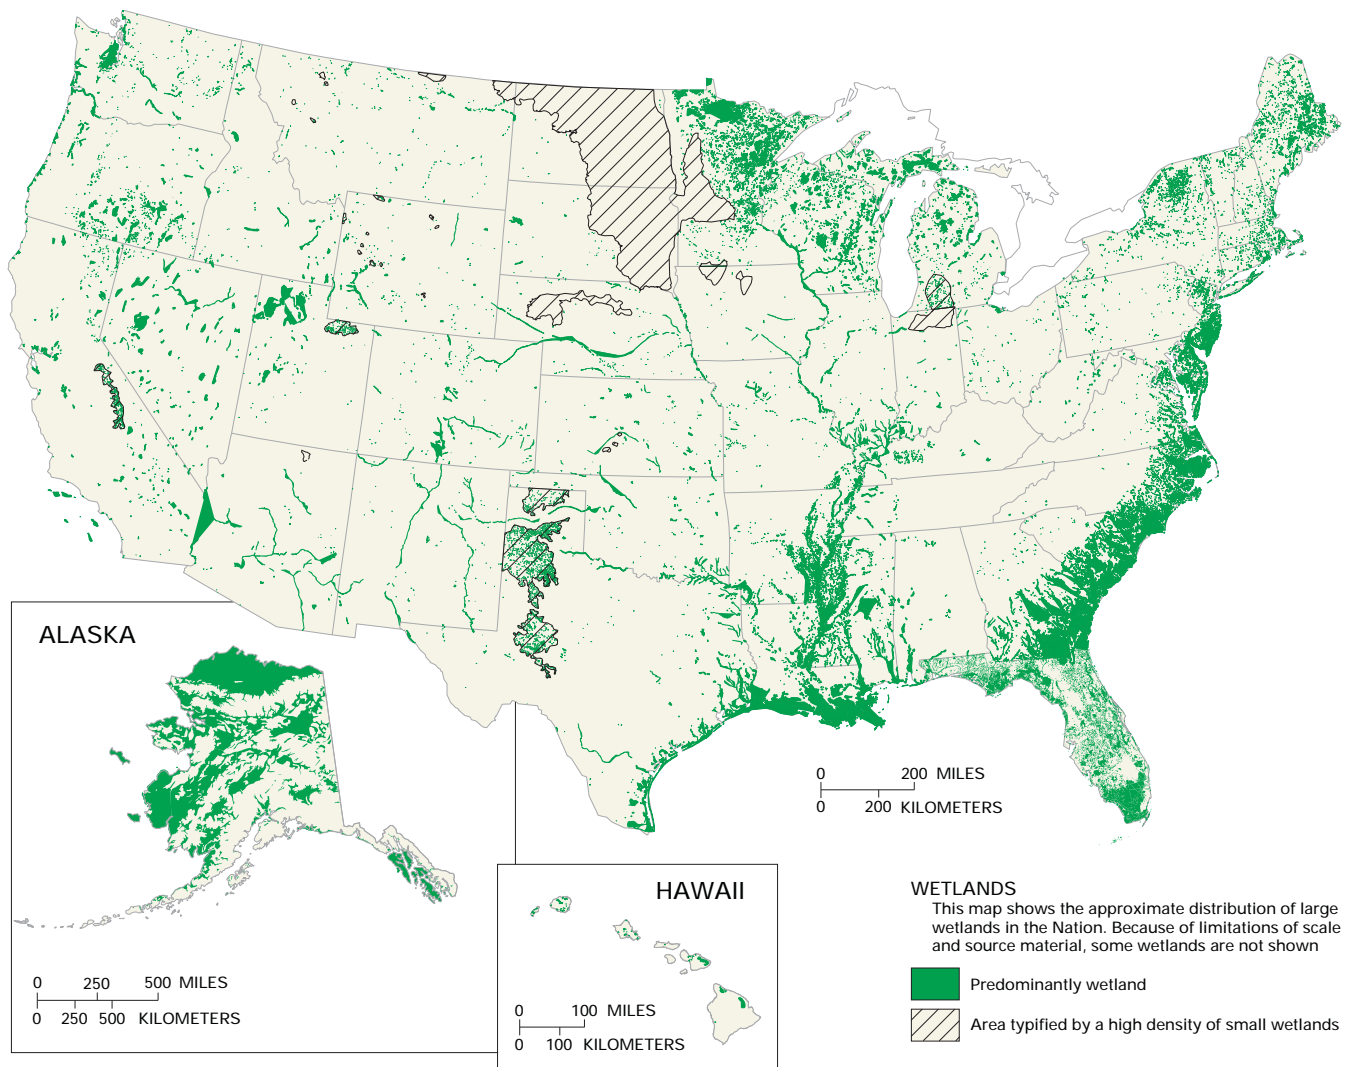 ALASKA
0 250 500 MILES
0 250 500 KILOMETERS
HAWAII
0 100 MILES
0 100 KILOMETERS
0 200 MILES
0 200 KILOMETERS
WETLANDS
This map shows the approximate distribution of large
wetlands in the Nation. Because of limitations of scale
and source material, some wetlands are not shown
Predominantly wetland
Area typified by a high density of small wetlands